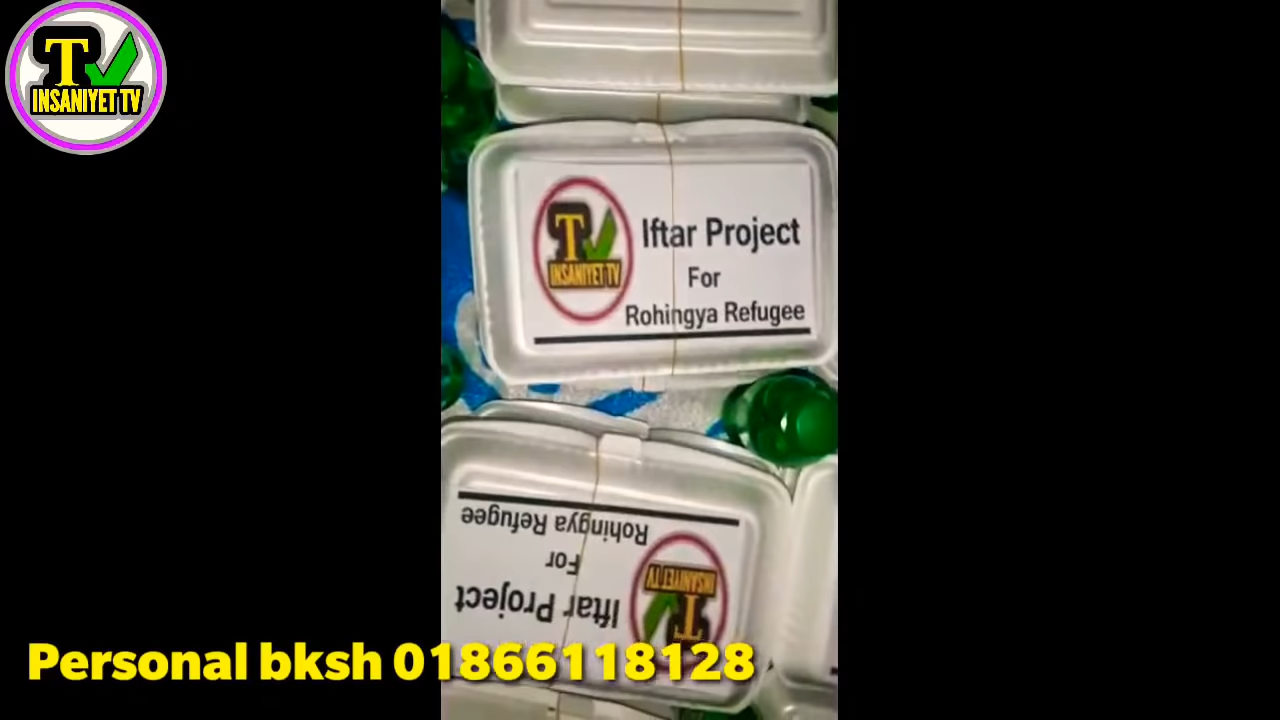 INSANIYET TV
INSANIYET TV
Iftar Project
For
Rohingya Refugee
Rohingya Refugee
For
Iftar Project
INSANIYET TV
Personal bksh 01866118128